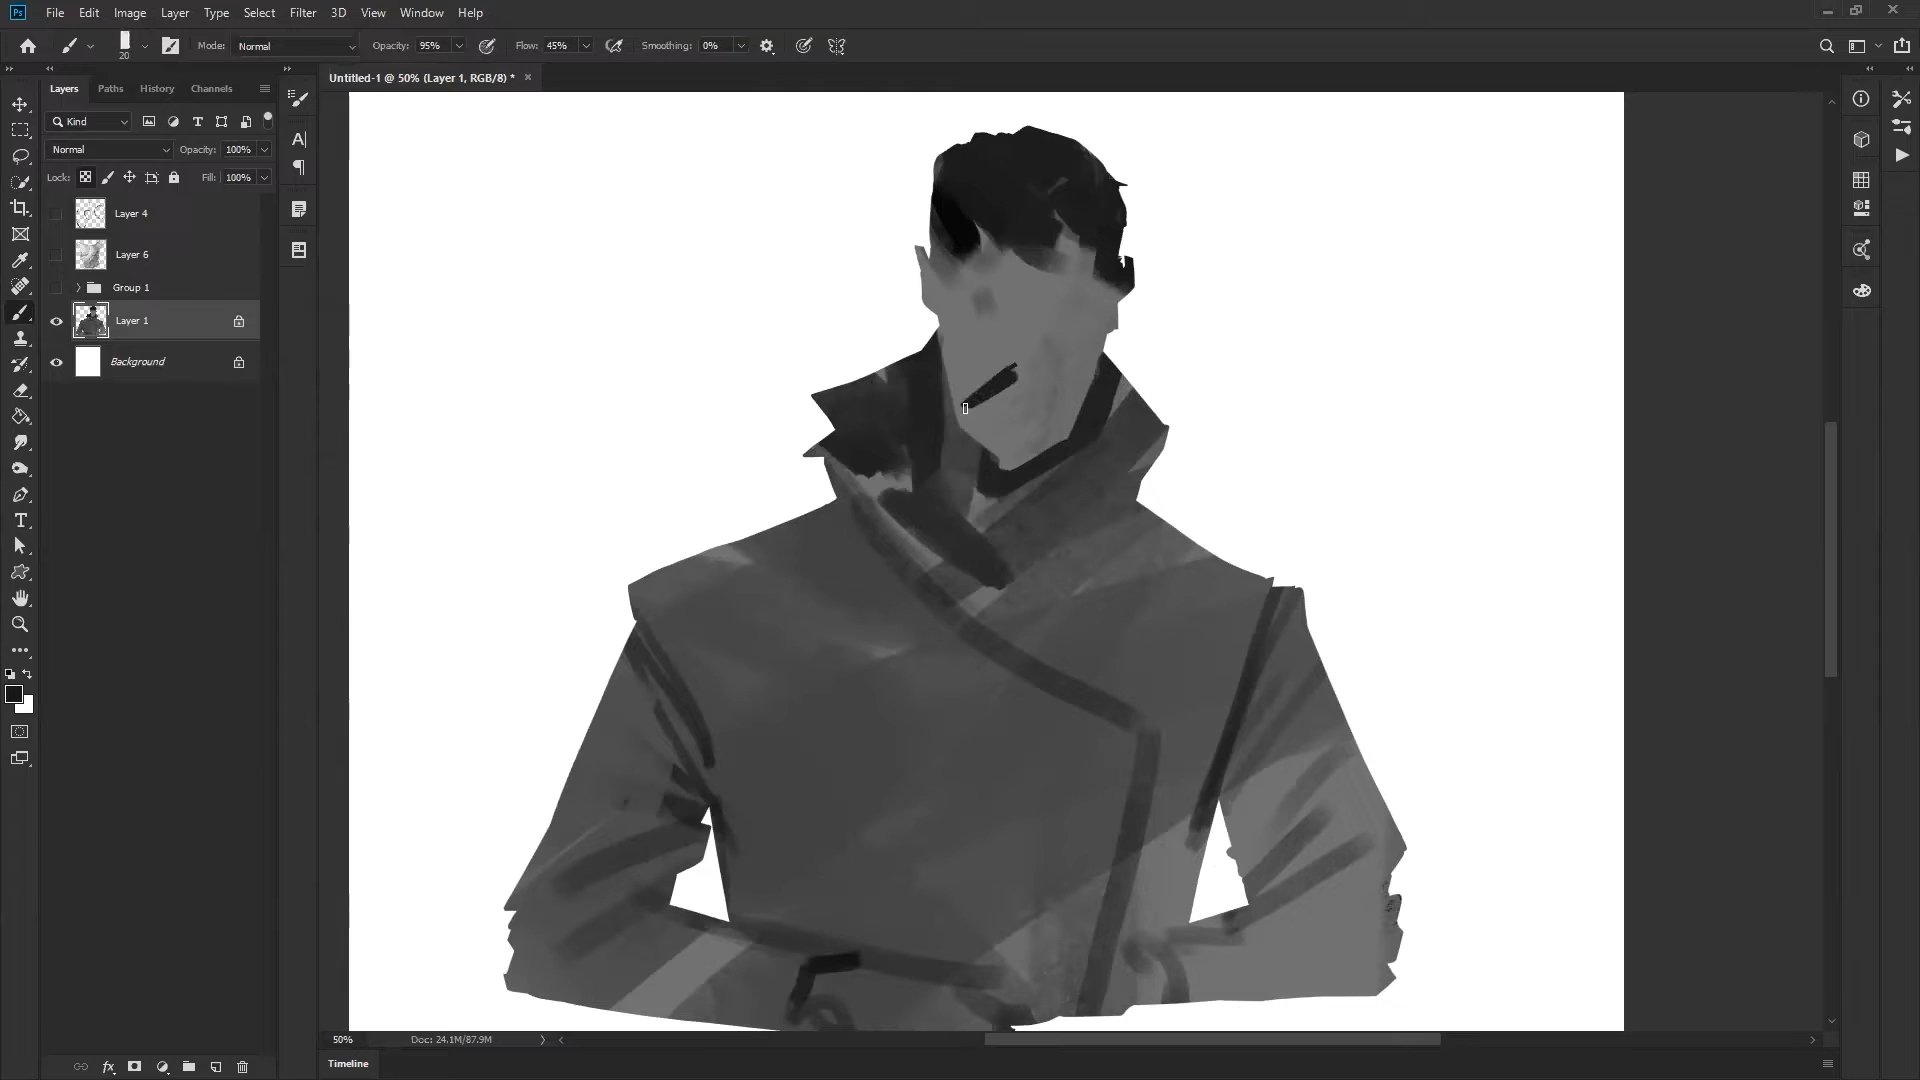 Ps File Edit Image Layer Type Select Filter 3D View Window Help
20 Mode: Normal Opacity: 95% Flow: 45% Smoothing: 0%
Untitled-1 @ 50% (Layer 1, RGB/8) * ×
Layers Paths History Channels
Kind
Normal Opacity: 100%
Lock: Fill: 100%
Layer 4
Layer 6
Group 1
Layer 1
Background
50% Doc: 24.1M/87.9M
Timeline